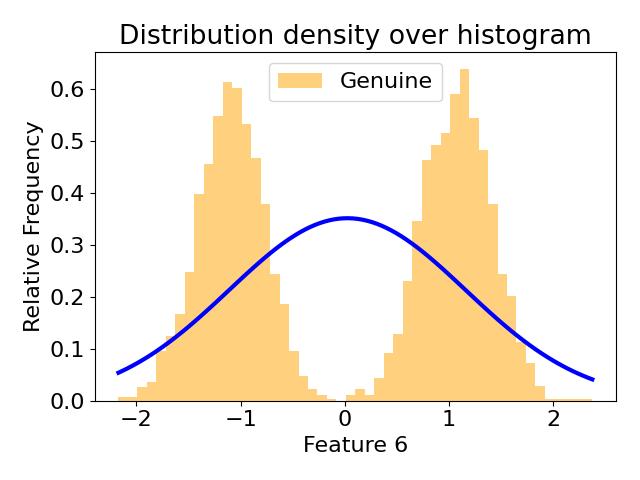 Distribution density over histogram
Genuine
Relative Frequency
0.6
0.5
0.4
0.3
0.2
0.1
0.0
−2 −1 0 1 2
Feature 6